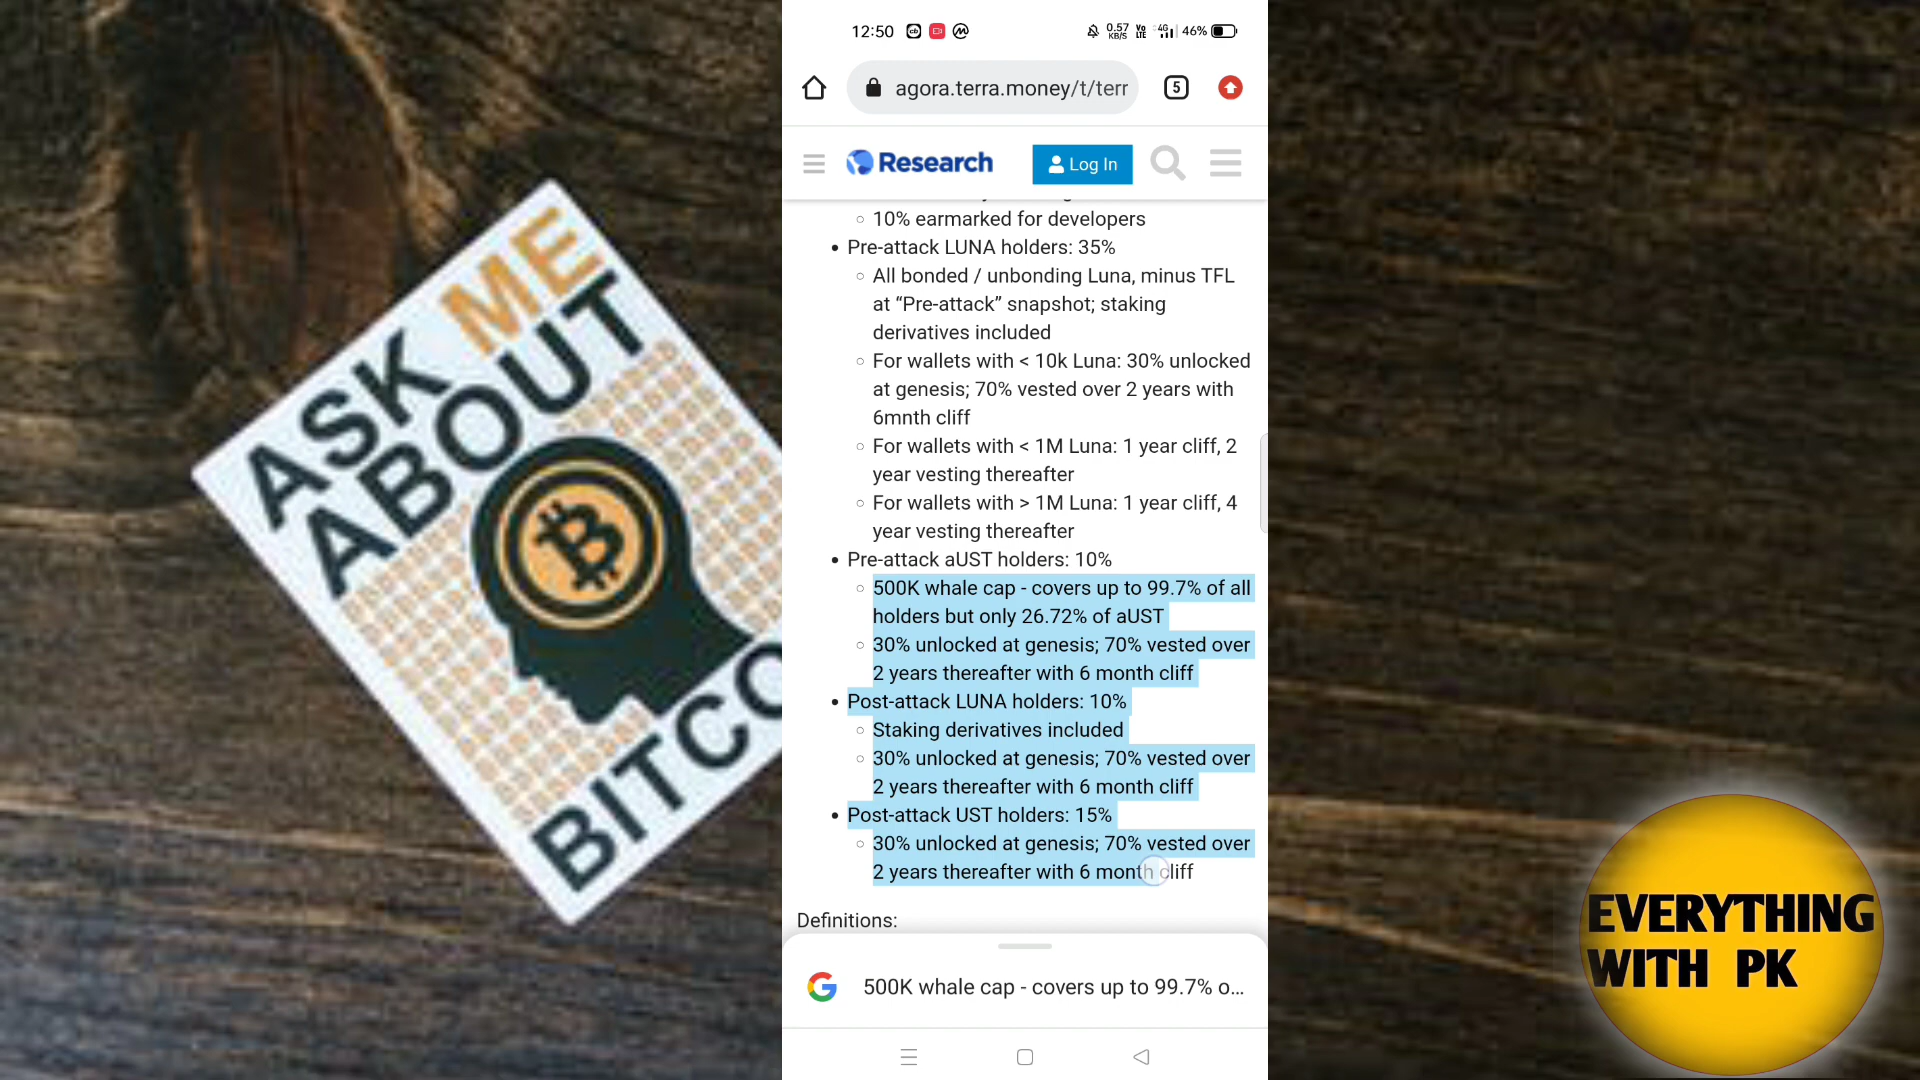 ASK ME
ABOUT
BITCO
12:50
0.57
KB/S
Vo
LTE
4G
46%
agora.terra.money/t/terr
5
Research
Log In
10% earmarked for developers
Pre-attack LUNA holders: 35%
All bonded / unbonding Luna, minus TFL
at “Pre-attack” snapshot; staking
derivatives included
For wallets with < 10k Luna: 30% unlocked
at genesis; 70% vested over 2 years with
6mnth cliff
For wallets with < 1M Luna: 1 year cliff, 2
year vesting thereafter
For wallets with > 1M Luna: 1 year cliff, 4
year vesting thereafter
Pre-attack aUST holders: 10%
500K whale cap - covers up to 99.7% of all
holders but only 26.72% of aUST
30% unlocked at genesis; 70% vested over
2 years thereafter with 6 month cliff
Post-attack LUNA holders: 10%
Staking derivatives included
30% unlocked at genesis; 70% vested over
2 years thereafter with 6 month cliff
Post-attack UST holders: 15%
30% unlocked at genesis; 70% vested over
2 years thereafter with 6 month cliff
Definitions:
500K whale cap - covers up to 99.7% o...
EVERYTHING
WITH PK